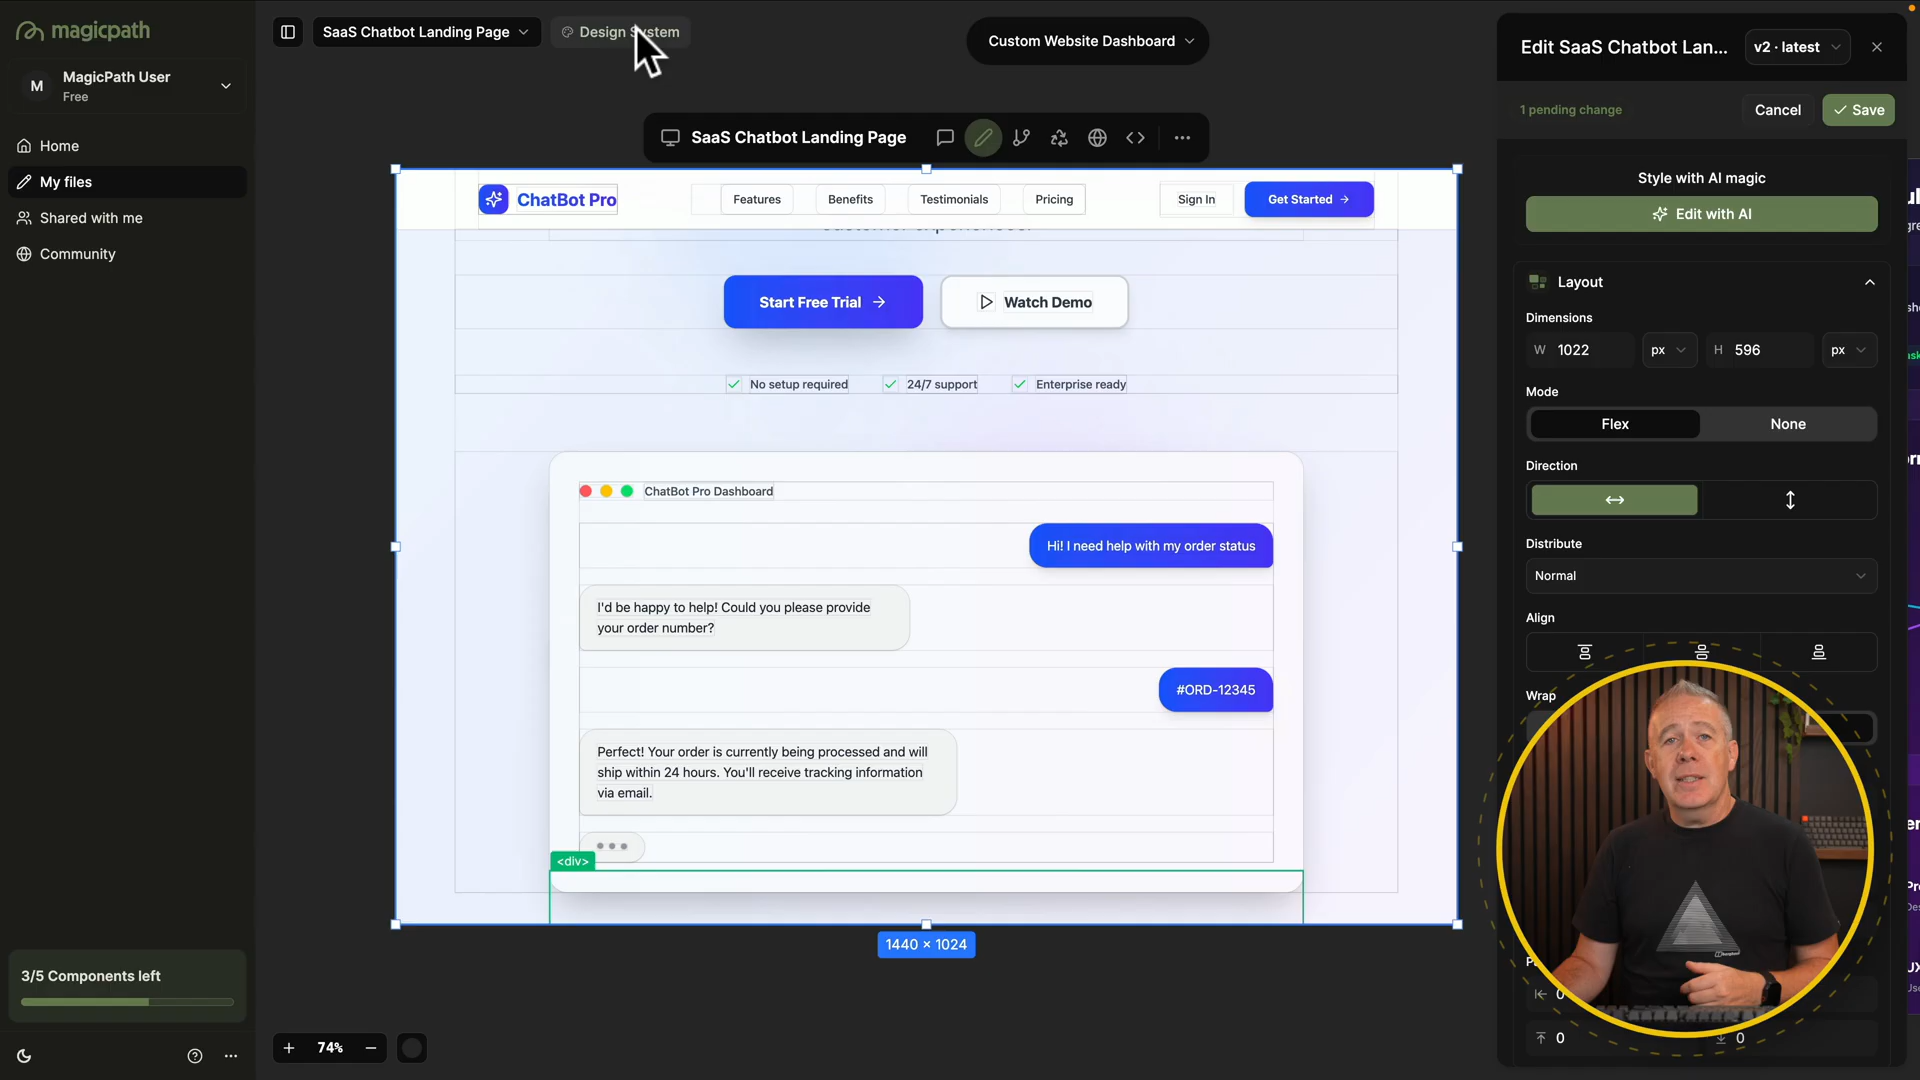 magicpath
M
MagicPath User
Free
Home
My files
Shared with me
Community
3/5 Components left
SaaS Chatbot Landing Page
Design System
Custom Website Dashboard
SaaS Chatbot Landing Page
ChatBot Pro
Features
Benefits
Testimonials
Pricing
Sign In
Get Started
customer experiences.
Start Free Trial
Watch Demo
No setup required
24/7 support
Enterprise ready
ChatBot Pro Dashboard
Hi! I need help with my order status
I'd be happy to help! Could you please provide
your order number?
#ORD-12345
Perfect! Your order is currently being processed and will
ship within 24 hours. You'll receive tracking information
via email.
<div>
1440 × 1024
74%
Edit SaaS Chatbot Lan...
v2 · latest
1 pending change
Cancel
Save
Style with AI magic
Edit with AI
Layout
Dimensions
W 1022 px
H 596 px
Mode
Flex
None
Direction
Distribute
Normal
Align
Wrap
0
0
0